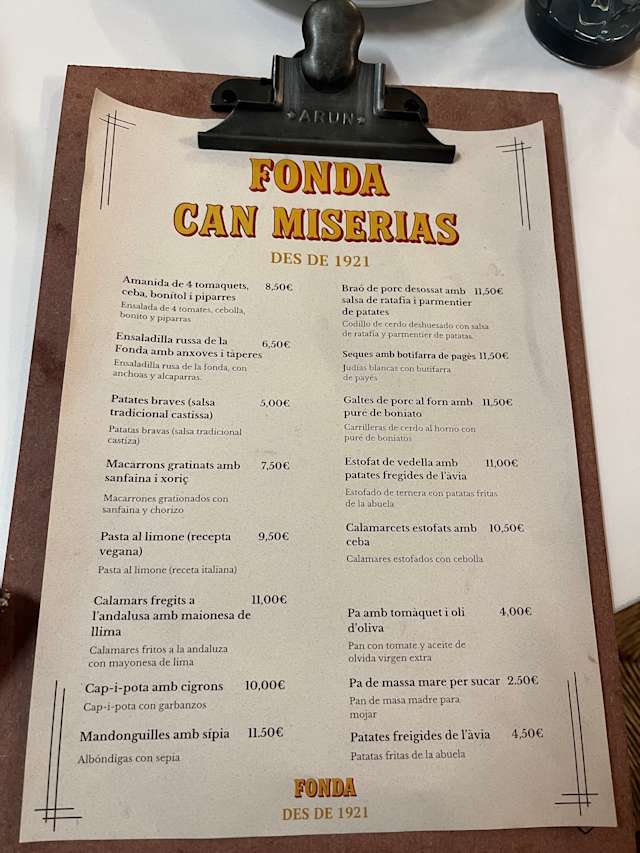 ARUN
FONDA
CAN MISERIAS
DES DE 1921
Amanida de 4 tomaquets, 8,50€
ceba, bonítol i piparres
Ensalada de 4 tomates, cebolla,
bonito y piparras
Ensaladilla russa de la 6,50€
Fonda amb anxoves i tàperes
Ensaladilla rusa de la fonda, con
anchoas y alcaparras.
Patates braves (salsa 5,00€
tradicional castissa)
Patatas bravas (salsa tradicional
castiza)
Macarrons gratinats amb 7,50€
sanfaina i xoriç
Macarrones grationados con
sanfaina y chorizo
Pasta al limone (recepta 9,50€
vegana)
Pasta al limone (receta italiana)
Calamars fregits a 11,00€
l'andalusa amb maionesa de
llima
Calamares fritos a la andaluza
con mayonesa de lima
Cap-i-pota amb cigrons 10,00€
Cap-i-pota con garbanzos
Mandonguilles amb sípia 11.50€
Albóndigas con sepia
Braó de porc desossat amb 11,50€
salsa de ratafia i parmentier
de patates
Codillo de cerdo deshuesado con salsa
de ratafia y parmentier de patatas.
Seques amb botifarra de pagès 11,50€
Judías blancas con butifarra
de payés
Galtes de porc al forn amb 11,50€
puré de boniato
Carrilleras de cerdo al horno con
puré de boniatos
Estofat de vedella amb 11,00€
patates fregides de l'àvia
Estofado de ternera con patatas fritas
de la abuela
Calamarcets estofats amb 10,50€
ceba
Calamares estofados con cebolla
Pa amb tomàquet i oli 4,00€
d'oliva
Pan con tomate y aceite de
olvida virgen extra
Pa de massa mare per sucar 2.50€
Pan de masa madre para
mojar
Patates freigides de l'àvia 4,50€
Patatas fritas de la abuela
FONDA
DES DE 1921